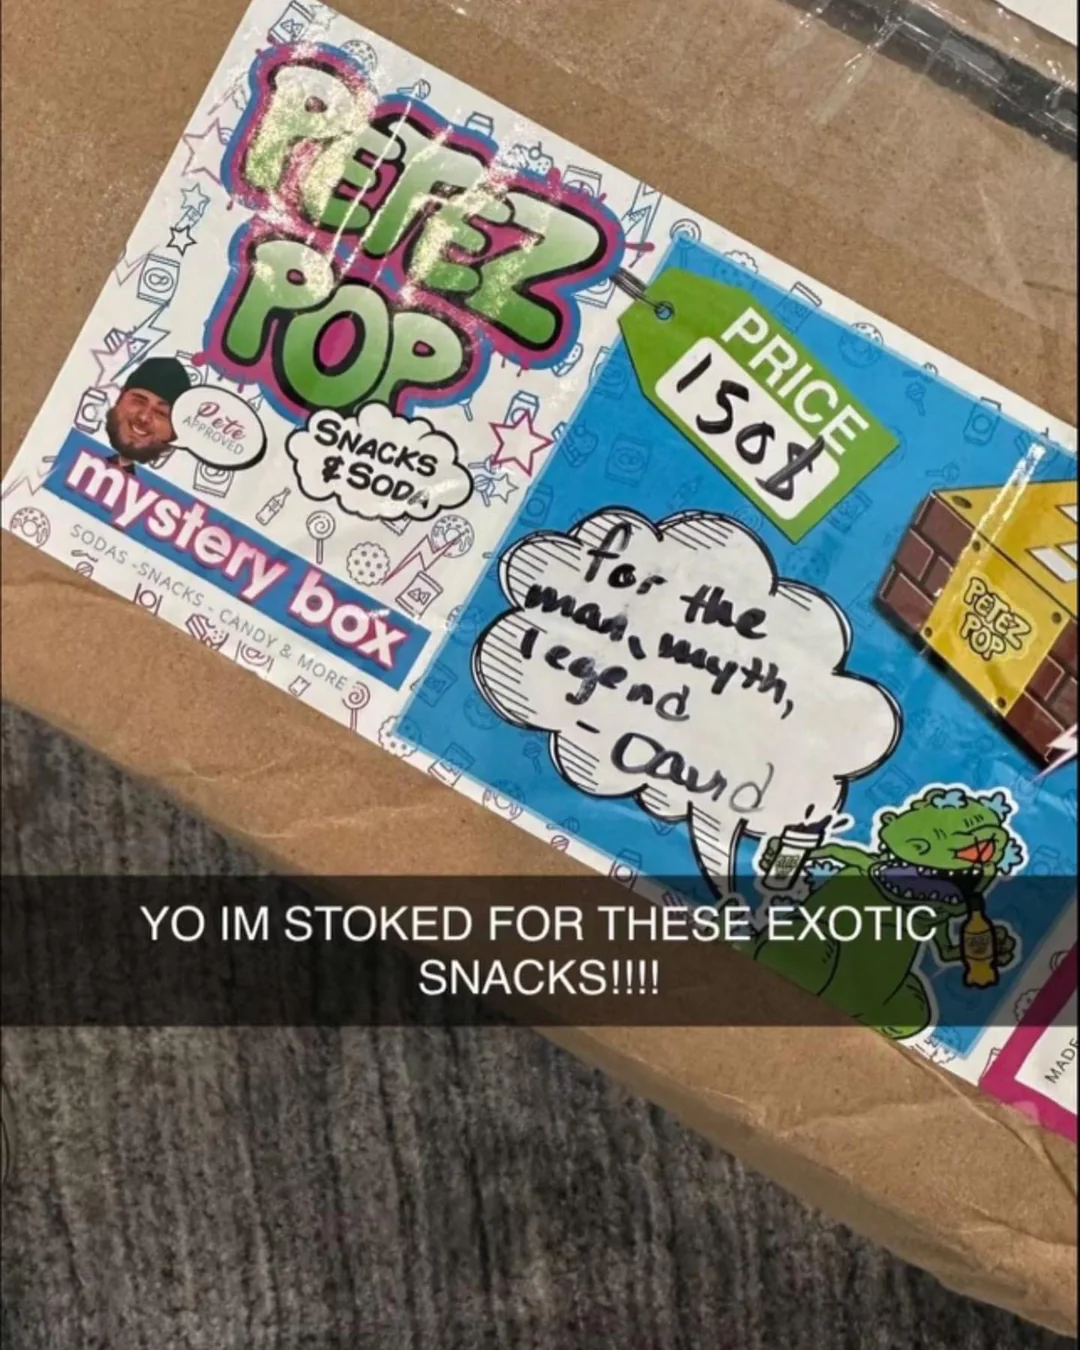 PETEZ
POP
SNACKS
& SODA
Pete
APPROVED
mystery box
SODAS - SNACKS - CANDY & MORE
PRICE
150$
for the
man, myth,
legend
- David
PETEZ
POP
MADE
YO IM STOKED FOR THESE EXOTIC
SNACKS!!!!